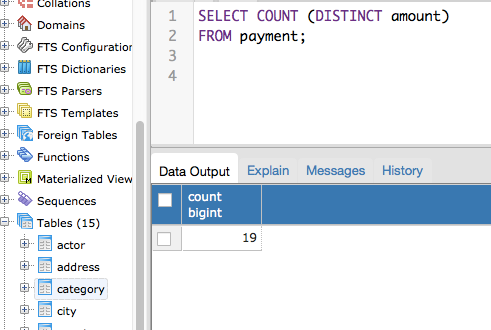 Collations
Domains
FTS Configuration
FTS Dictionaries
FTS Parsers
FTS Templates
Foreign Tables
Functions
Materialized View
Sequences
Tables (15)
actor
address
category
city
1 SELECT COUNT (DISTINCT amount)
2 FROM payment;
3
4
Data Output Explain Messages History
count
bigint
19